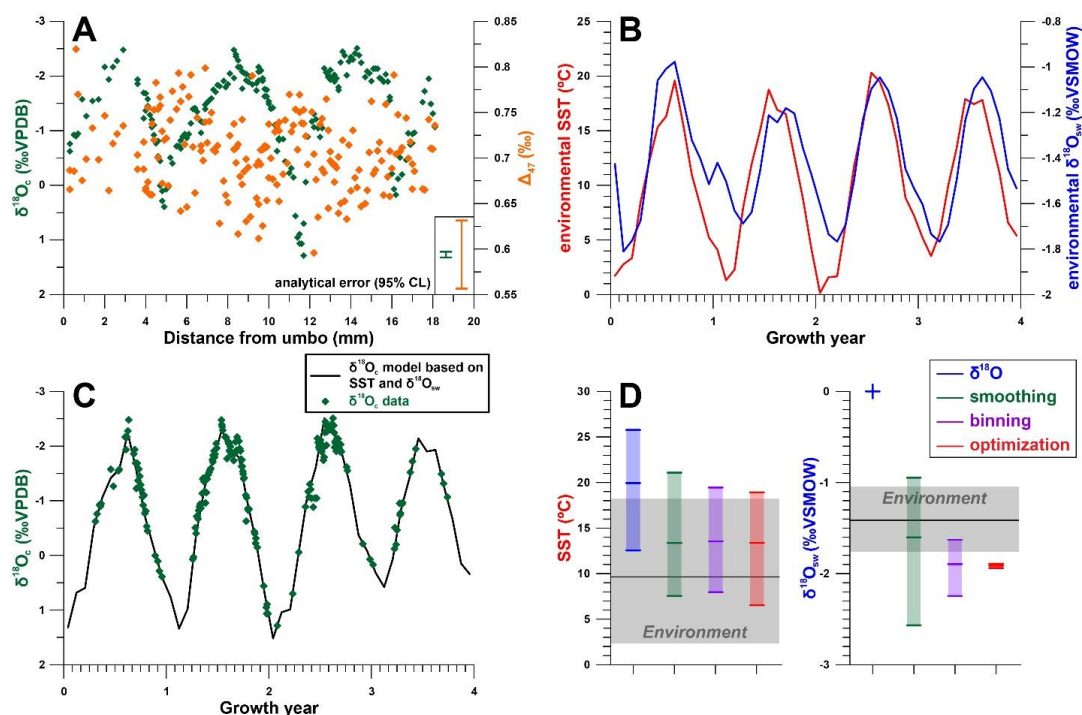 A
-3
-2
-1
0
1
2
δ¹⁸Oc (‰VPDB)
0.85
0.8
0.75
0.7
0.65
0.6
0.55
Δ47 (‰)
analytical error (95% CL)
0 2 4 6 8 10 12 14 16 18 20
Distance from umbo (mm)
B
25
20
15
10
5
0
environmental SST (ºC)
-0.8
-1
-1.2
-1.4
-1.6
-1.8
-2
environmental δ¹⁸Osw (‰VSMOW)
0 1 2 3 4
Growth year
C
δ¹⁸Oc model based on
SST and δ¹⁸Osw
δ¹⁸Oc data
-3
-2
-1
0
1
2
δ¹⁸Oc (‰VPDB)
0 1 2 3 4
Growth year
D
δ¹⁸O
smoothing
binning
optimization
30
25
20
15
10
5
0
SST (ºC)
Environment
0
-1
-2
-3
δ¹⁸Osw (‰VSMOW)
Environment